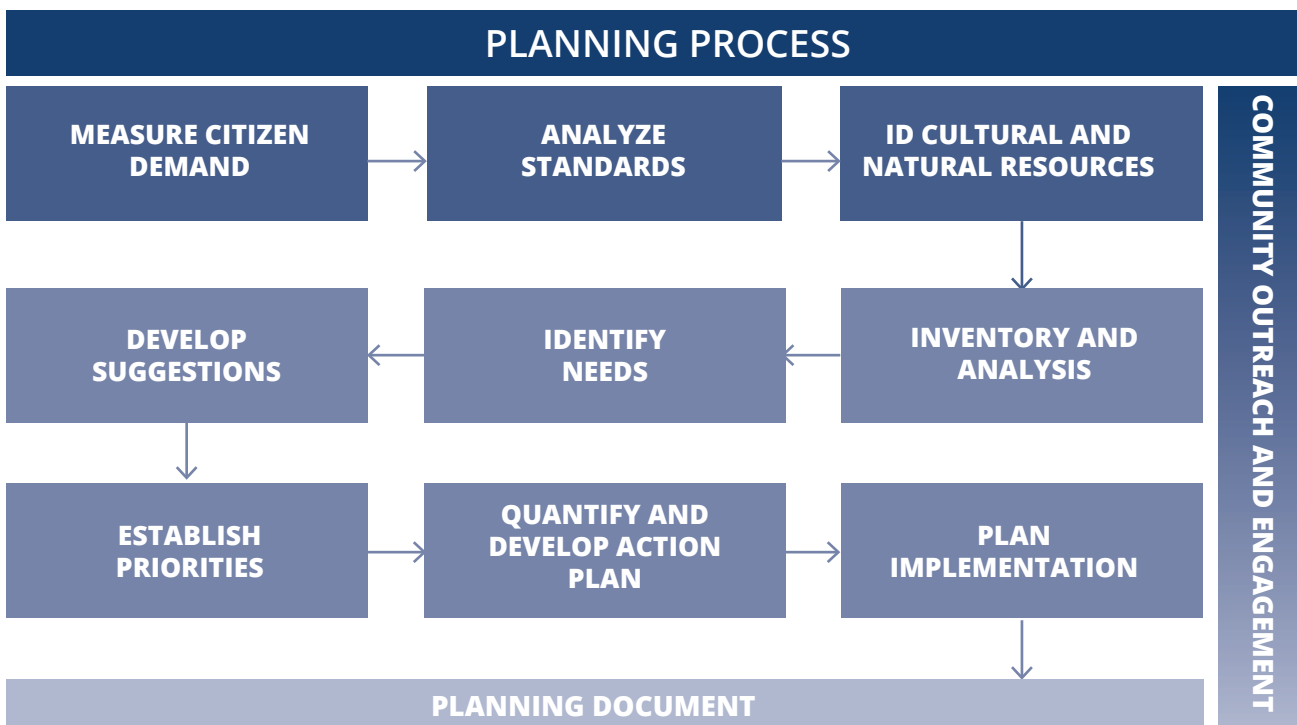 PLANNING PROCESS
MEASURE CITIZEN
DEMAND
ANALYZE
STANDARDS
ID CULTURAL AND
NATURAL RESOURCES
DEVELOP
SUGGESTIONS
IDENTIFY
NEEDS
INVENTORY AND
ANALYSIS
ESTABLISH
PRIORITIES
QUANTIFY AND
DEVELOP ACTION
PLAN
PLAN
IMPLEMENTATION
PLANNING DOCUMENT
COMMUNITY OUTREACH AND ENGAGEMENT